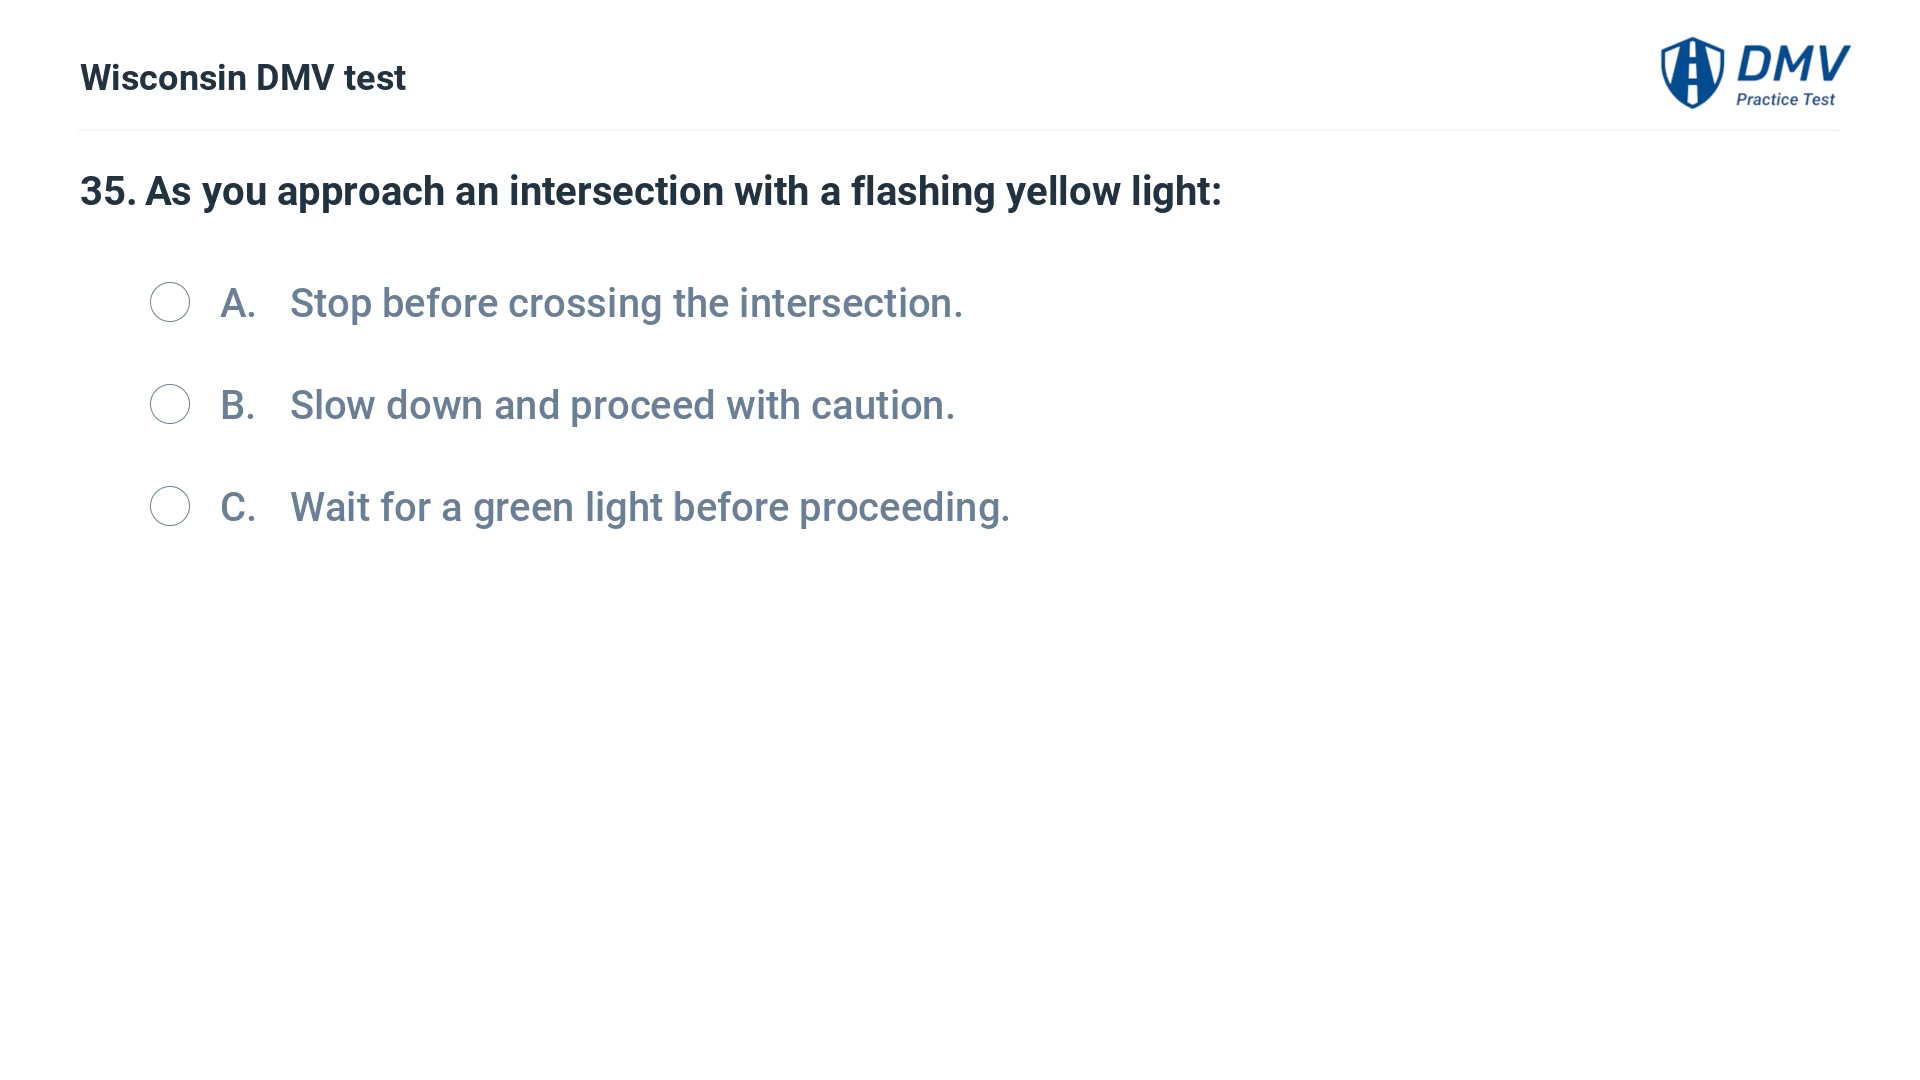 Wisconsin DMV test
DMV
Practice Test
35. As you approach an intersection with a flashing yellow light:
A. Stop before crossing the intersection.
B. Slow down and proceed with caution.
C. Wait for a green light before proceeding.